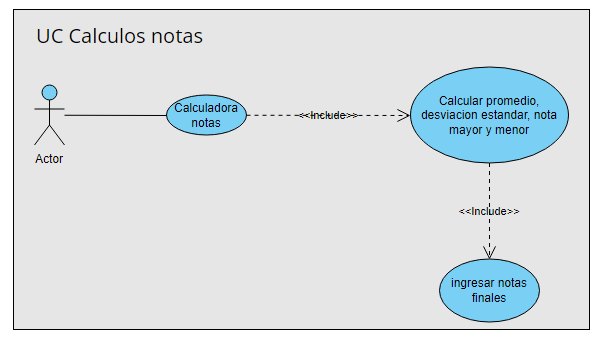 UC Calculos notas
Actor
Calculadora
notas
<<Include>>
Calcular promedio,
desviacion estandar, nota
mayor y menor
<<Include>>
ingresar notas
finales